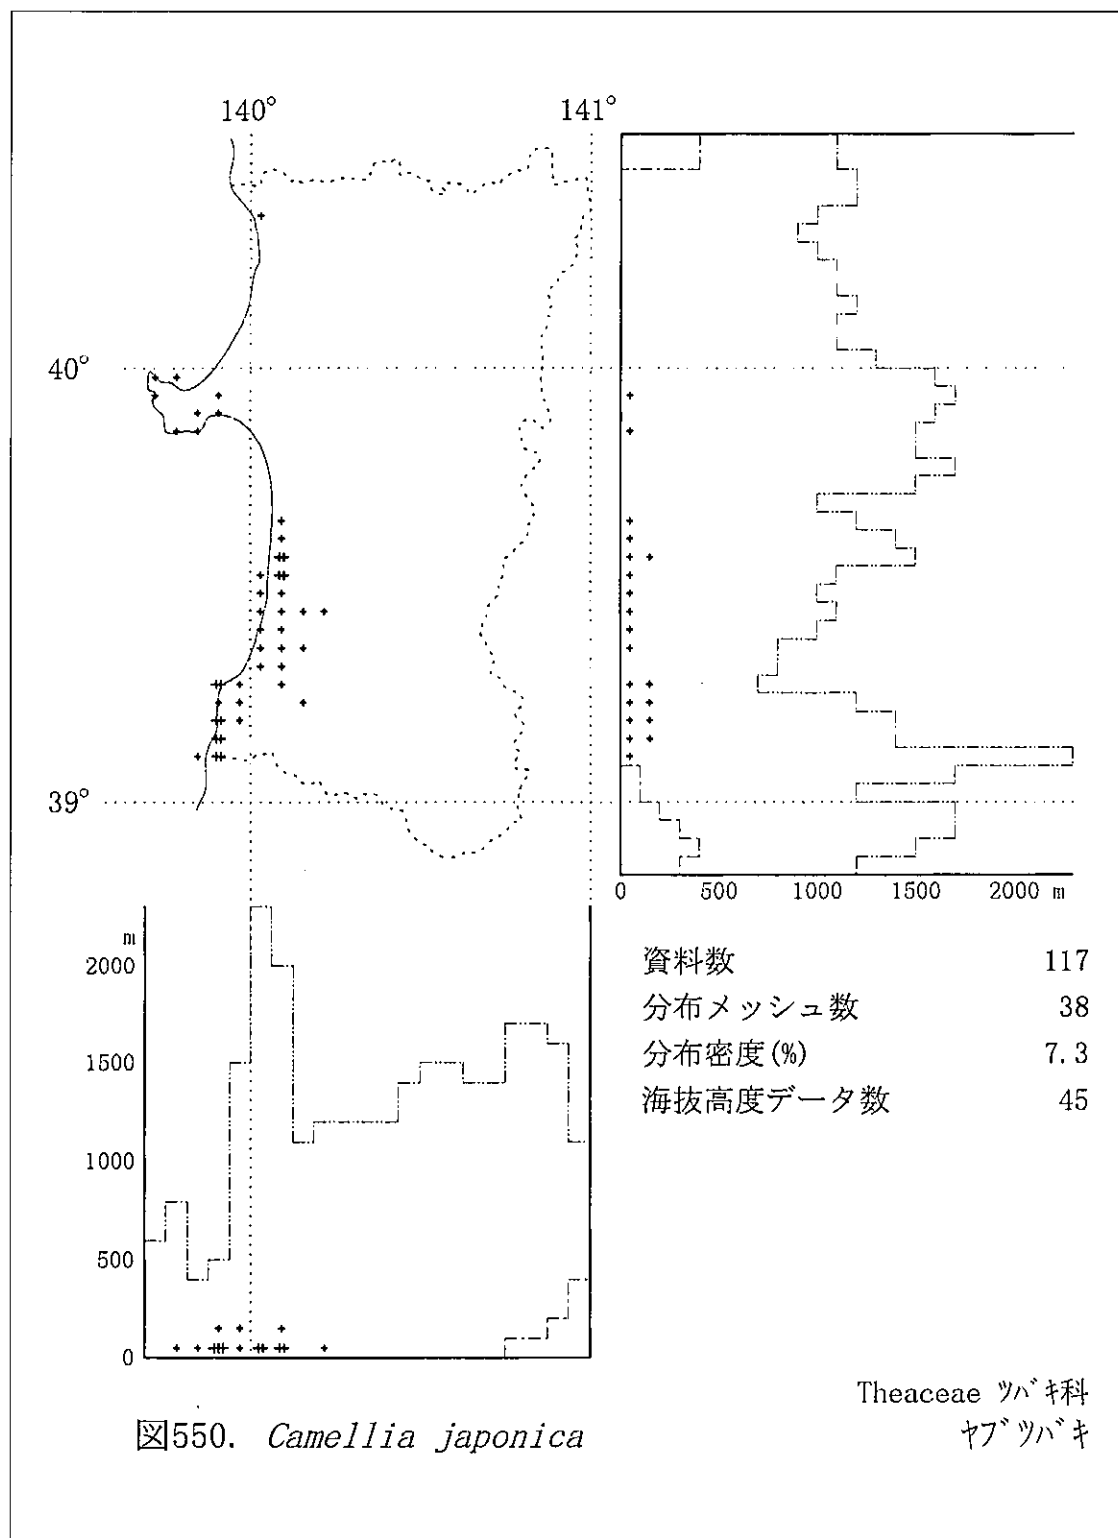 140° 141°
40°
39°
0 500 1000 1500 2000 m
m
2000
1500
1000
500
0
資料数 117
分布メッシュ数 38
分布密度(%) 7.3
海抜高度データ数 45
Theaceae ツバキ科
ヤブツバキ
図550. Camellia japonica